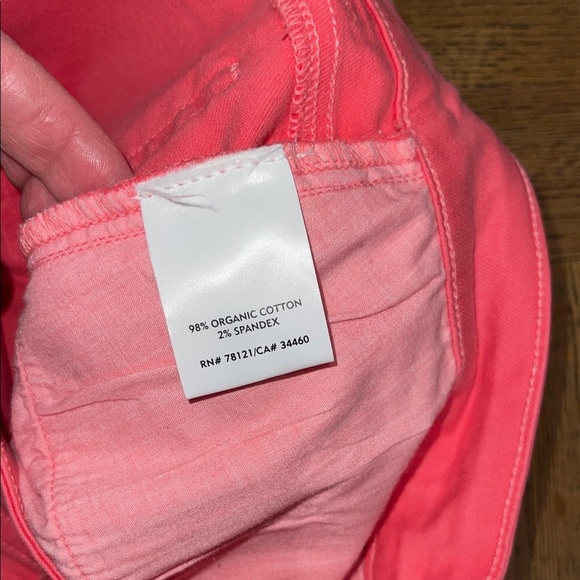 98% ORGANIC COTTON
2% SPANDEX
RN# 78121/CA# 34460